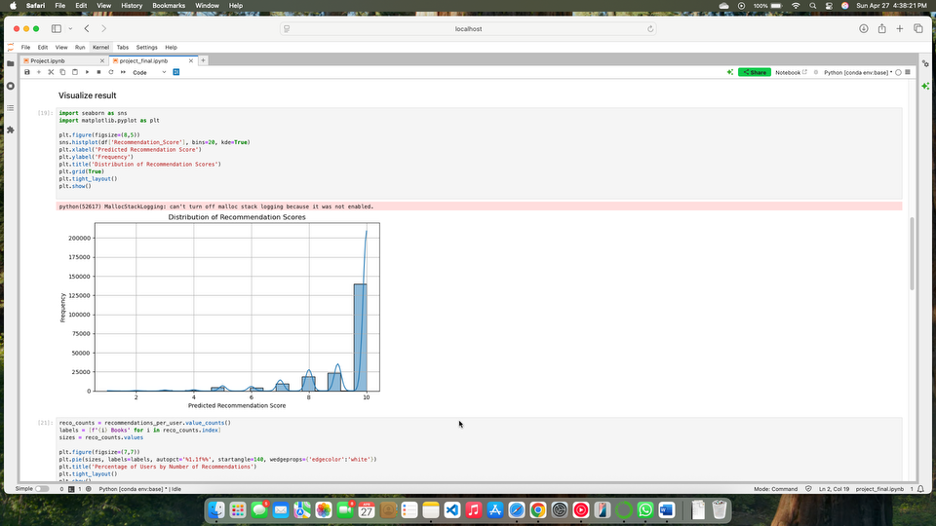 Safari File Edit View History Bookmarks Window Help 100% Sun Apr 27 4:38:21 PM
localhost
File Edit View Run Kernel Tabs Settings Help
Project.ipynb project_final.ipynb
Code Share Notebook Python [conda env:base] *
Visualize result
[20]: import seaborn as sns
import matplotlib.pyplot as plt
plt.figure(figsize=(8,5))
sns.histplot(df['Recommendation_Score'], bins=20, kde=True)
plt.xlabel('Predicted Recommendation Score')
plt.ylabel('Frequency')
plt.title('Distribution of Recommendation Scores')
plt.grid(True)
plt.tight_layout()
plt.show()
python(52617) MallocStackLogging: can't turn off malloc stack logging because it was not enabled.
Distribution of Recommendation Scores
200000
175000
150000
125000
100000
75000
50000
25000
0
Frequency
2 4 6 8 10
Predicted Recommendation Score
[21]: reco_counts = recommendations_per_user.value_counts()
labels = [f'{i} Books' for i in reco_counts.index]
sizes = reco_counts.values
plt.figure(figsize=(7,7))
plt.pie(sizes, labels=labels, autopct='%1.1f%%', startangle=140, wedgeprops={'edgecolor':'white'})
plt.title('Percentage of Users by Number of Recommendations')
plt.tight_layout()
Simple 0 1 Python [conda env:base] * | Idle Mode: Command Ln 2, Col 19 project_final.ipynb 1